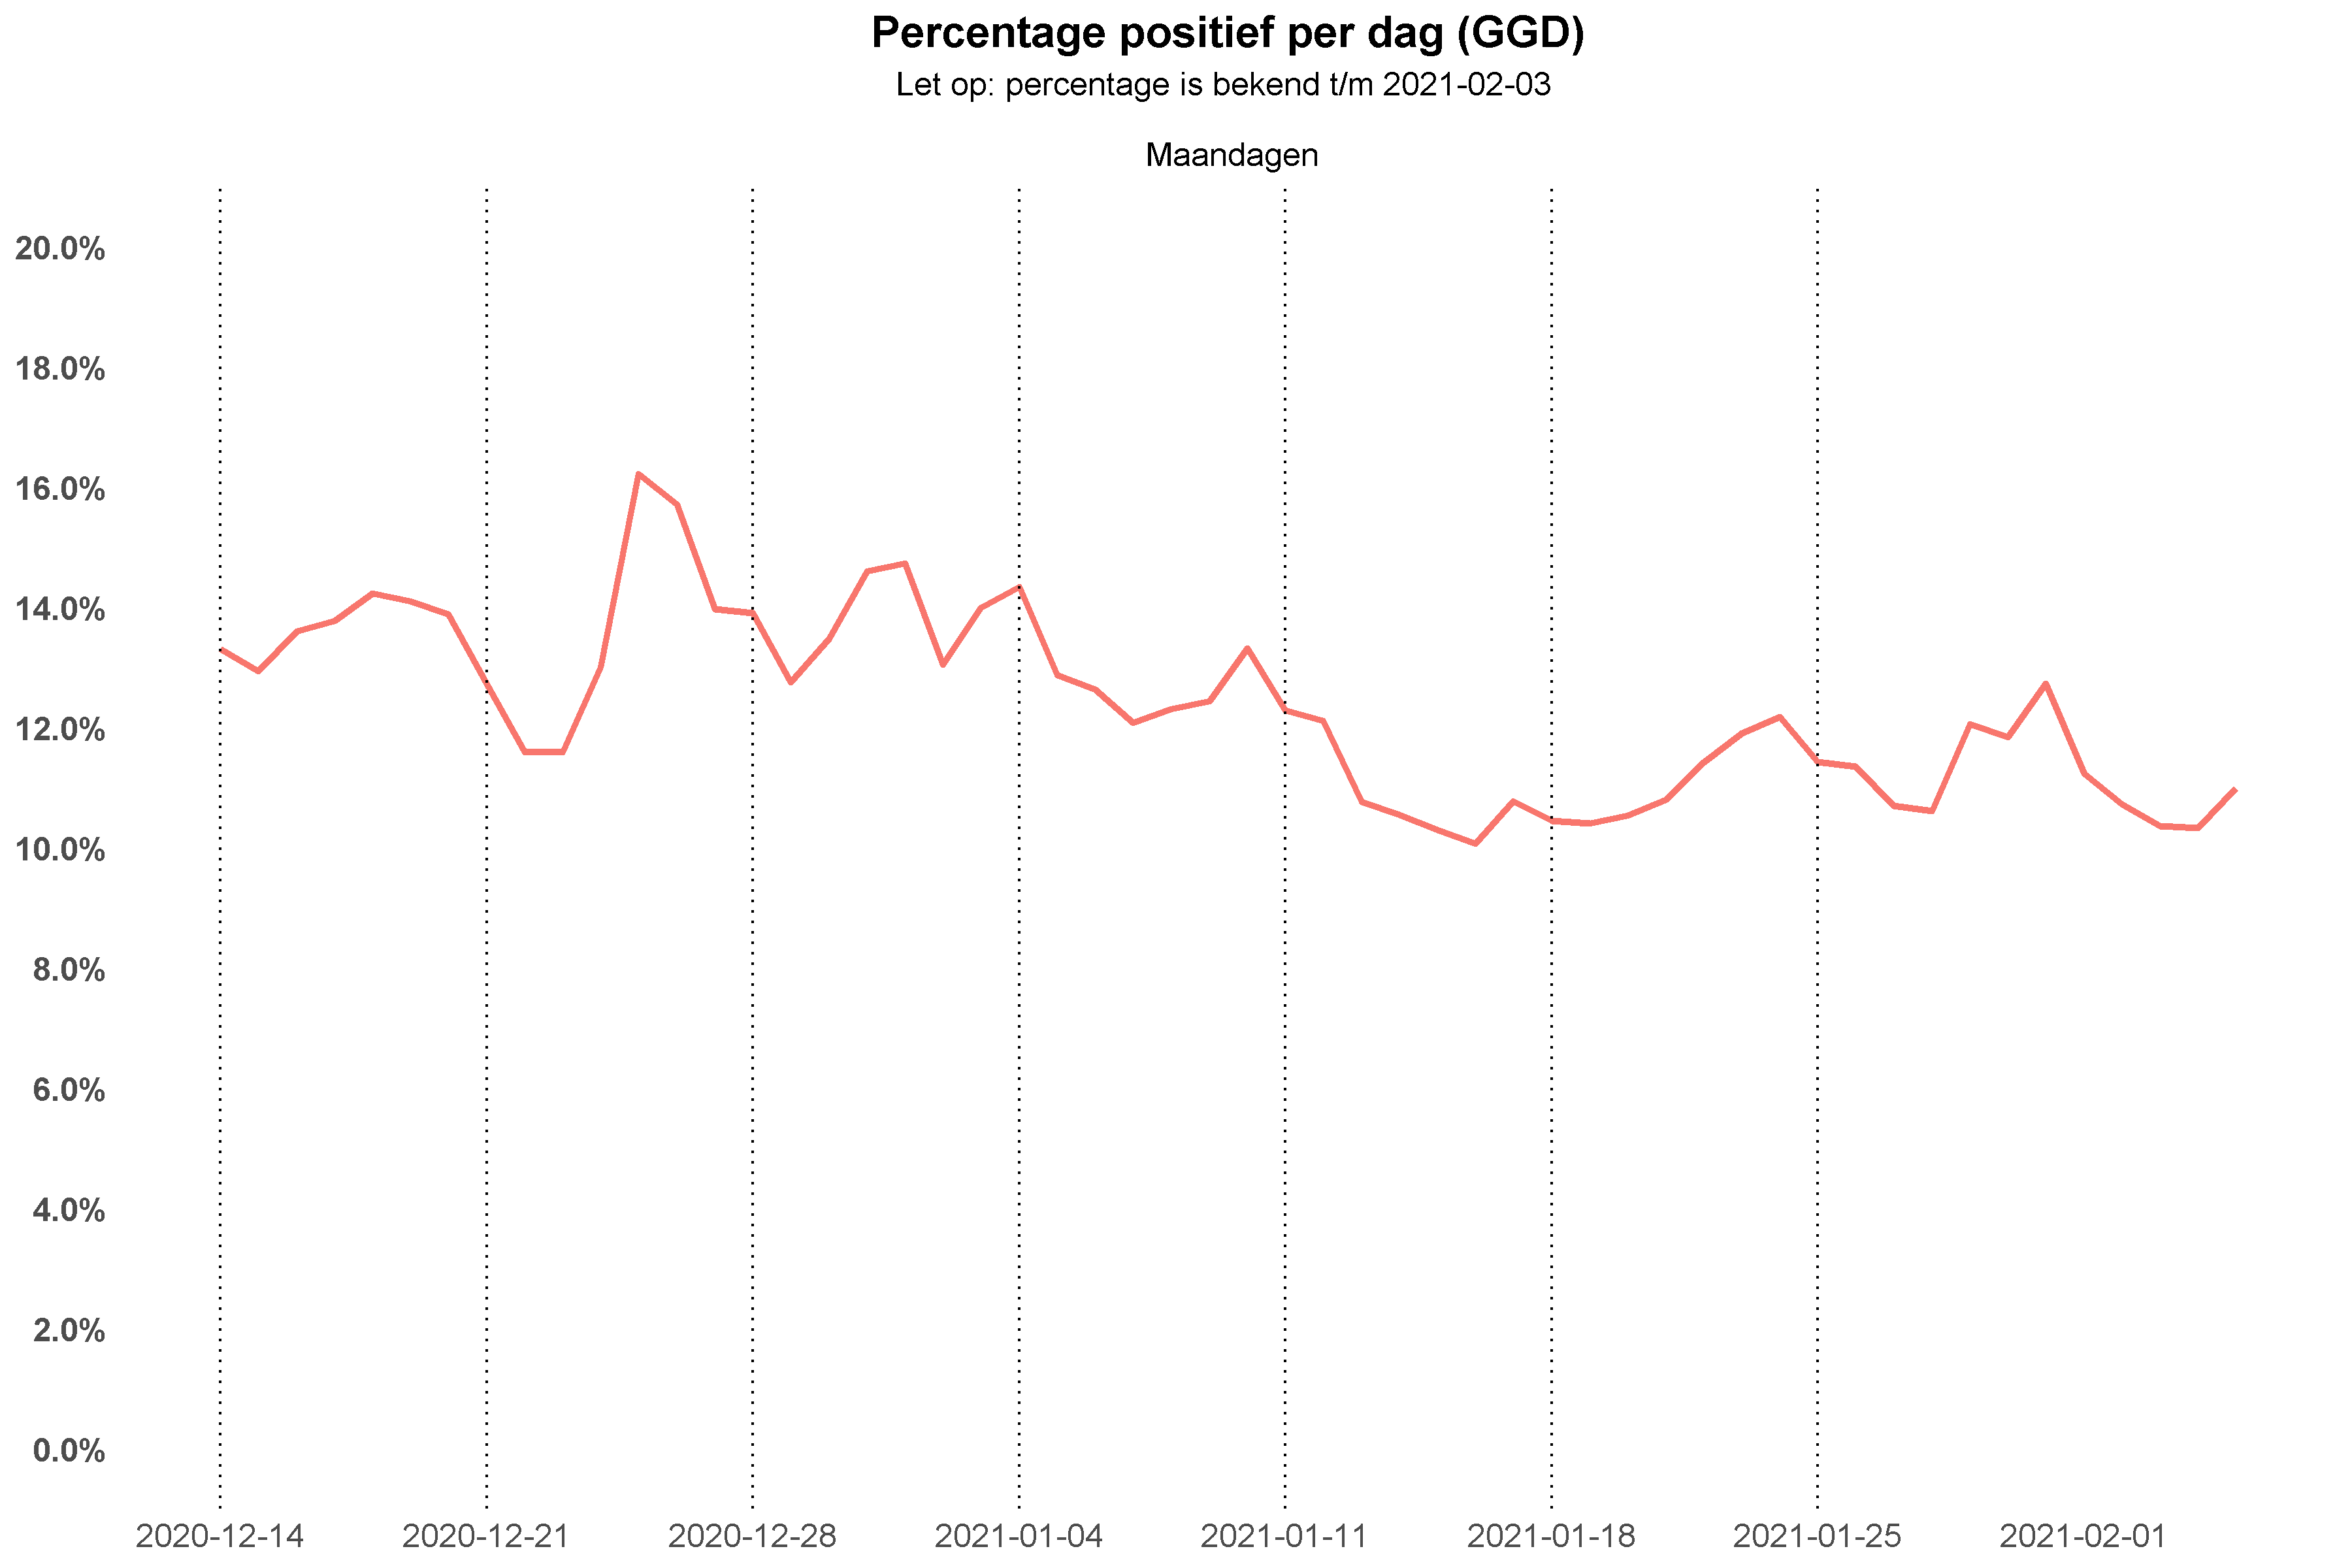 Percentage positief per dag (GGD)
Let op: percentage is bekend t/m 2021-02-03
Maandagen
20.0%
18.0%
16.0%
14.0%
12.0%
10.0%
8.0%
6.0%
4.0%
2.0%
0.0%
2020-12-14 2020-12-21 2020-12-28 2021-01-04 2021-01-11 2021-01-18 2021-01-25 2021-02-01